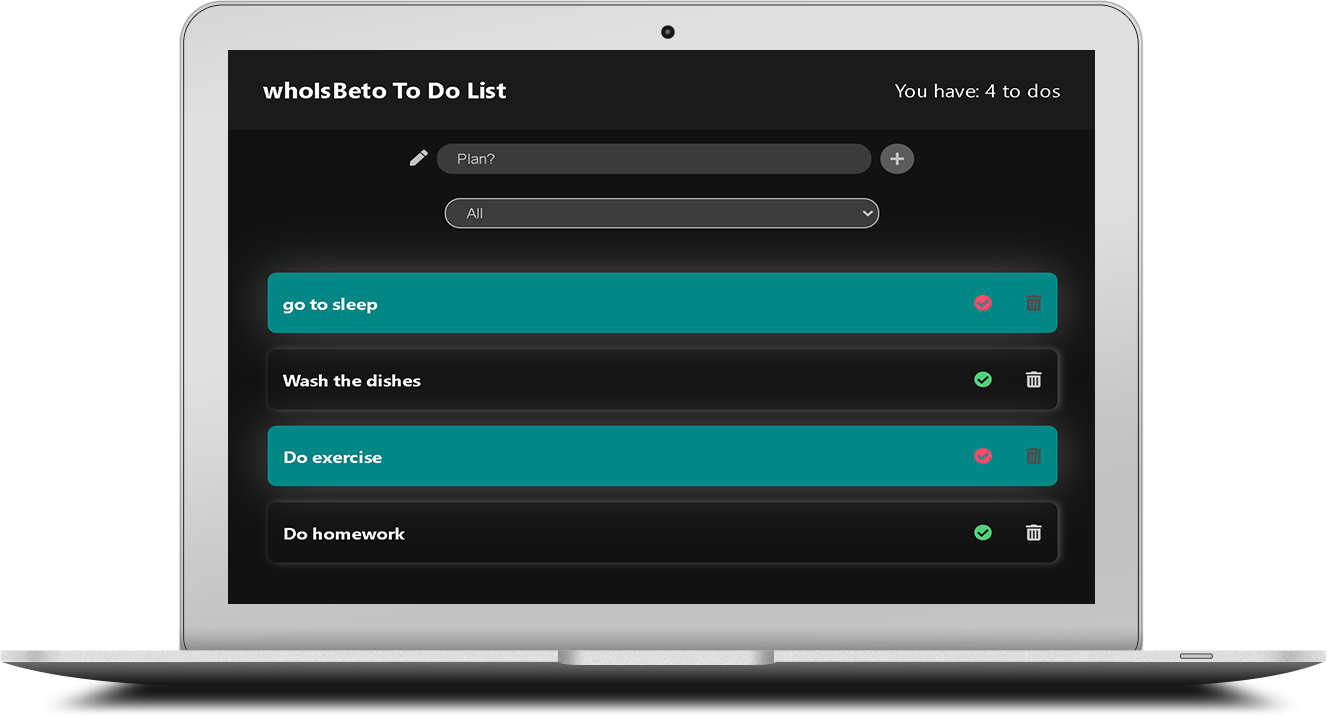 whoIsBeto To Do List
You have: 4 to dos
Plan?
All
go to sleep
Wash the dishes
Do exercise
Do homework